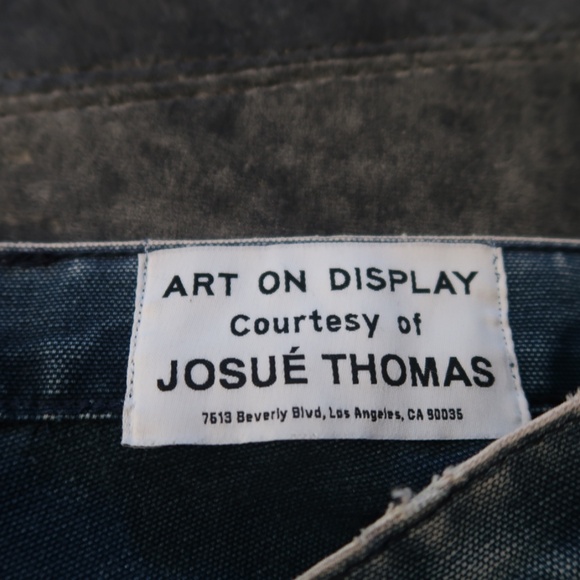 ART ON DISPLAY
Courtesy of
JOSUÉ THOMAS
7613 Beverly Blvd, Los Angeles, CA 90036